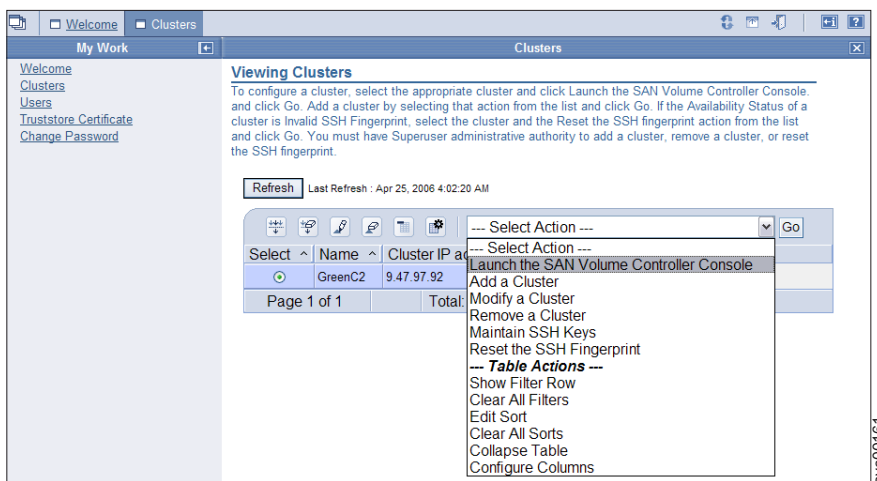 Welcome
Clusters
?
My Work
Clusters
Welcome
Clusters
Users
Truststore Certificate
Change Password
Viewing Clusters
To configure a cluster, select the appropriate cluster and click Launch the SAN Volume Controller Console.
and click Go. Add a cluster by selecting that action from the list and click Go. If the Availability Status of a
cluster is Invalid SSH Fingerprint, select the cluster and the Reset the SSH fingerprint action from the list
and click Go. You must have Superuser administrative authority to add a cluster, remove a cluster, or reset
the SSH fingerprint.
Refresh Last Refresh : Apr 25, 2006 4:02:20 AM
--- Select Action --- Go
Select Name Cluster IP
GreenC2 9.47.97.92
Page 1 of 1 Total:
--- Select Action ---
Launch the SAN Volume Controller Console
Add a Cluster
Modify a Cluster
Remove a Cluster
Maintain SSH Keys
Reset the SSH Fingerprint
--- Table Actions ---
Show Filter Row
Clear All Filters
Edit Sort
Clear All Sorts
Collapse Table
Configure Columns